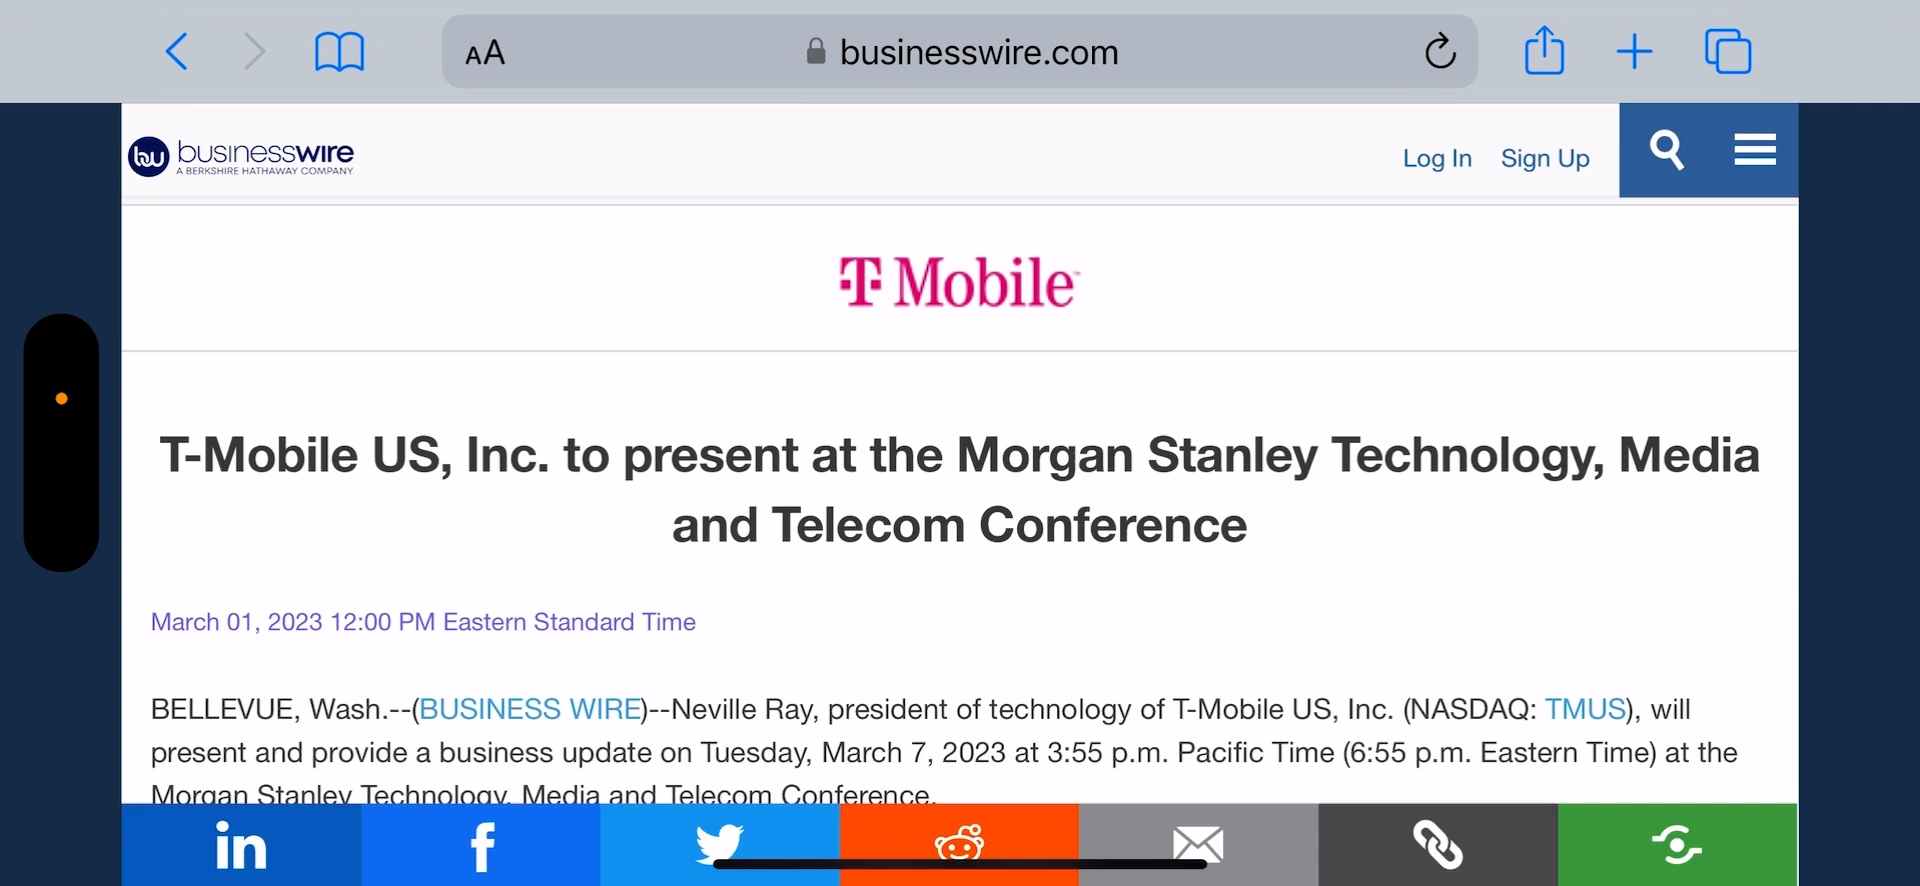 AA businesswire.com
bw businesswire
A BERKSHIRE HATHAWAY COMPANY
Log In Sign Up
T Mobile™
T-Mobile US, Inc. to present at the Morgan Stanley Technology, Media
and Telecom Conference
March 01, 2023 12:00 PM Eastern Standard Time
BELLEVUE, Wash.--(BUSINESS WIRE)--Neville Ray, president of technology of T-Mobile US, Inc. (NASDAQ: TMUS), will
present and provide a business update on Tuesday, March 7, 2023 at 3:55 p.m. Pacific Time (6:55 p.m. Eastern Time) at the
Morgan Stanley Technology, Media and Telecom Conference.
in f